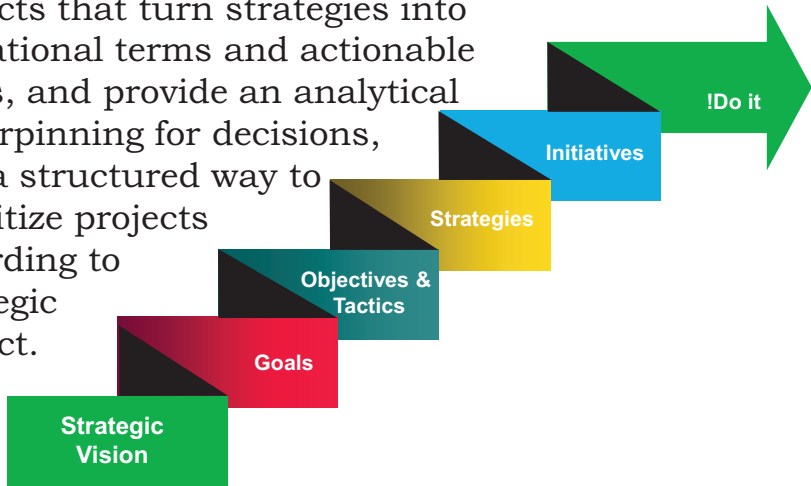 cts that turn strategies into
ational terms and actionable
s, and provide an analytical
erpinning for decisions,
a structured way to
itize projects
rding to
egic
ct.
!Do it
Initiatives
Strategies
Objectives &
Tactics
Goals
Strategic
Vision